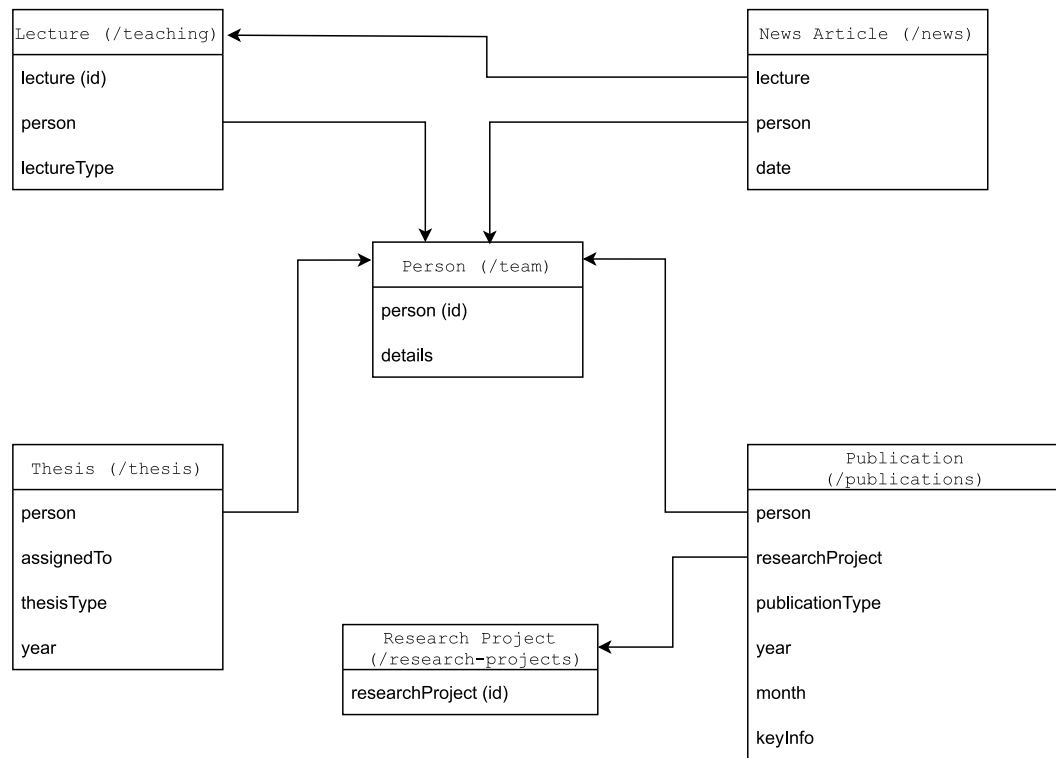 Lecture (/teaching)
lecture (id)
person
lectureType
News Article (/news)
lecture
person
date
Person (/team)
person (id)
details
Thesis (/thesis)
person
assignedTo
thesisType
year
Research Project
(/research-projects)
researchProject (id)
Publication
(/publications)
person
researchProject
publicationType
year
month
keyInfo